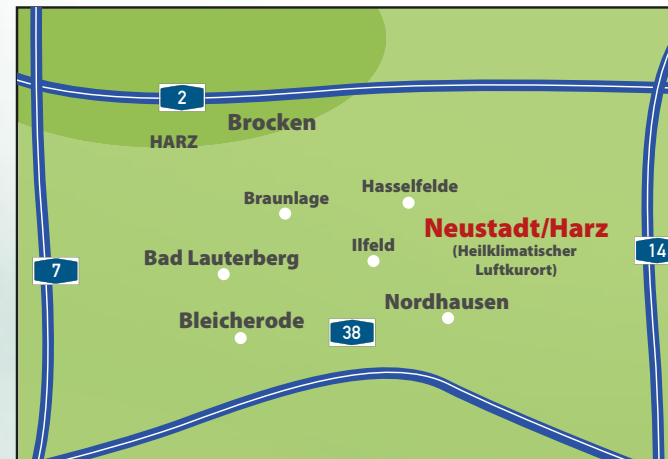 2
Brocken
HARZ
Hasselfelde
Braunlage
Neustadt/Harz
(Heilklimatischer
Luftkurort)
Ilfeld
14
Bad Lauterberg
7
Nordhausen
Bleicherode
38